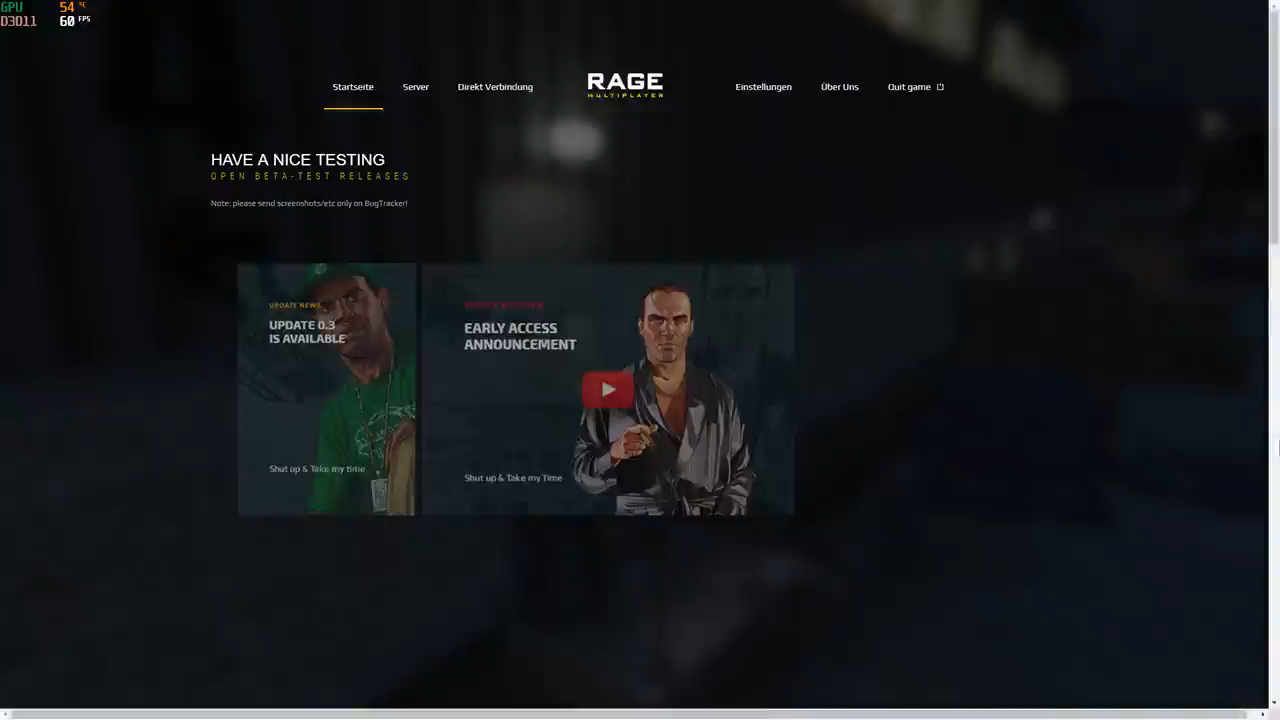 GPU 54 °C
D3D11 60 FPS
Startseite Server Direkt Verbindung RAGE MULTIPLAYER Einstellungen Über Uns Quit game
HAVE A NICE TESTING
OPEN BETA-TEST RELEASES
Note: please send screenshots/etc only on BugTracker!
UPDATE NEWS
UPDATE 0.3
IS AVAILABLE
Shut up & Take my time
EARLY ACCESS
ANNOUNCEMENT
Shut up & Take my Time